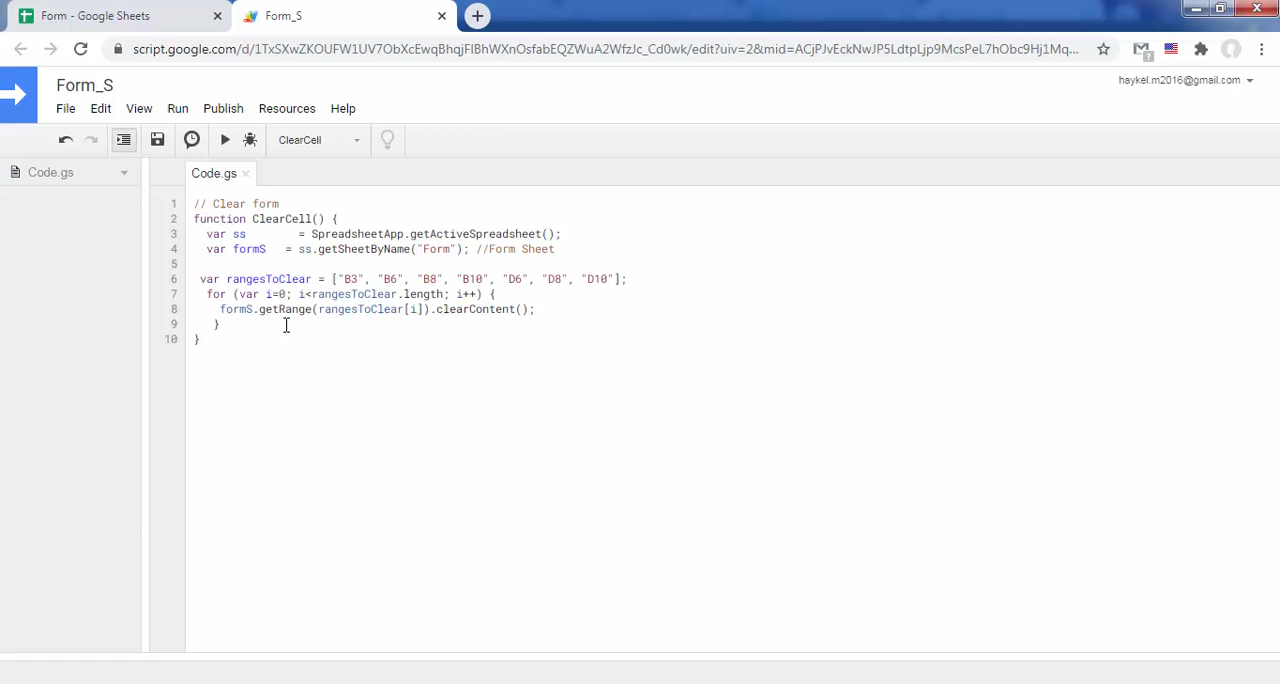 Form - Google Sheets
Form_S
script.google.com/d/1TxSXwZKOUFW1UV7ObXcEwqBhqjFIBhWXnOsfabEQZWuA2WfzJc_Cd0wk/edit?uiv=2&mid=ACjPJvEckNwJP5LdtpLjp9McsPeL7hObc9Hj1Mq...
Form_S
haykel.m2016@gmail.com
File Edit View Run Publish Resources Help
ClearCell
Code.gs
Code.gs
1 // Clear form
2 function ClearCell() {
3 var ss = SpreadsheetApp.getActiveSpreadsheet();
4 var formS = ss.getSheetByName("Form"); //Form Sheet
5
6 var rangesToClear = ["B3", "B6", "B8", "B10", "D6", "D8", "D10"];
7 for (var i=0; i<rangesToClear.length; i++) {
8 formS.getRange(rangesToClear[i]).clearContent();
9 }
10 }